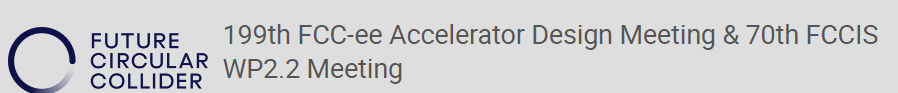 FUTURE
CIRCULAR
COLLIDER
199th FCC-ee Accelerator Design Meeting & 70th FCCIS
WP2.2 Meeting